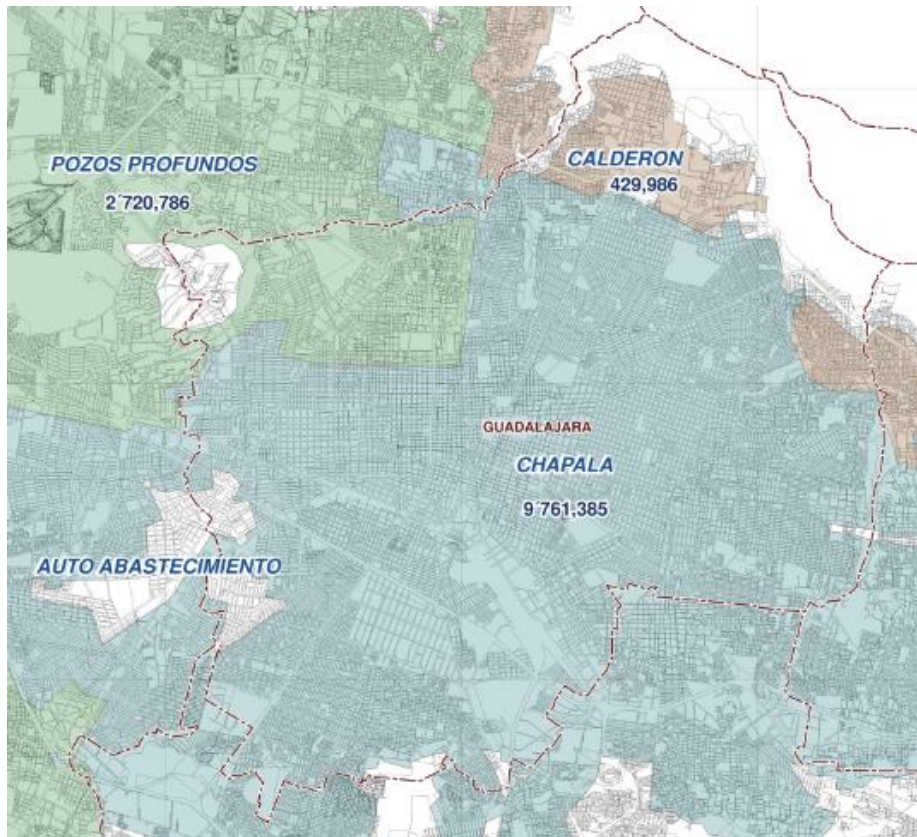 POZOS PROFUNDOS
2´720,786
CALDERON
429,986
GUADALAJARA
CHAPALA
9´761,385
AUTO ABASTECIMIENTO